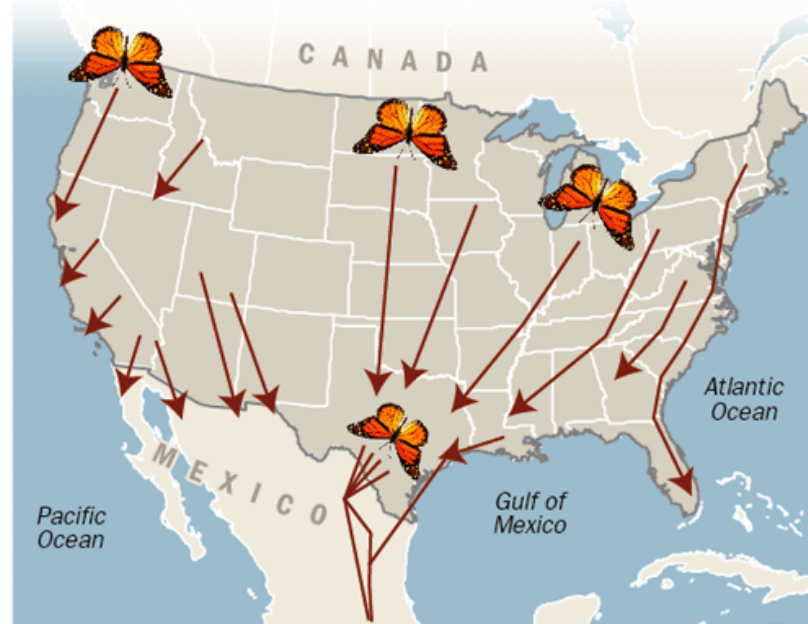 CANADA
Atlantic
Ocean
MEXICO
Gulf of
Mexico
Pacific
Ocean